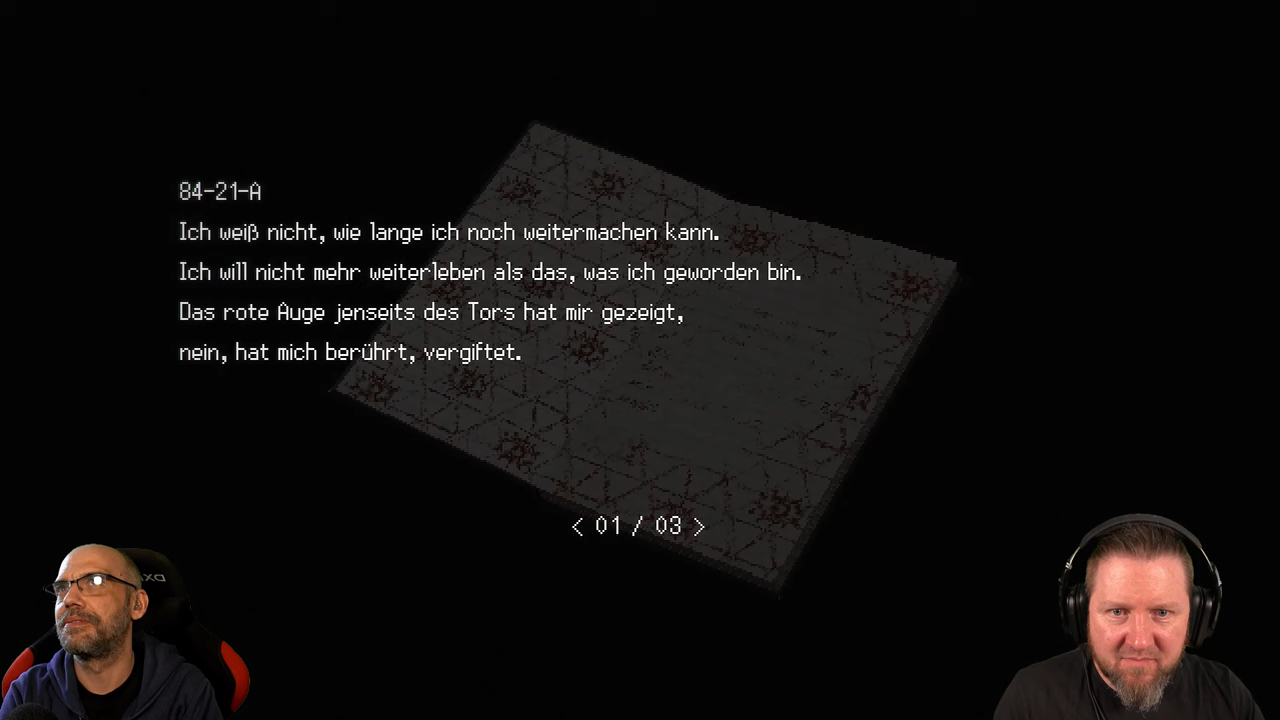 84-21-A
Ich weiß nicht, wie lange ich noch weitermachen kann.
Ich will nicht mehr weiterleben als das, was ich geworden bin.
Das rote Auge jenseits des Tors hat mir gezeigt,
nein, hat mich berührt, vergiftet.
< 01 / 03 >